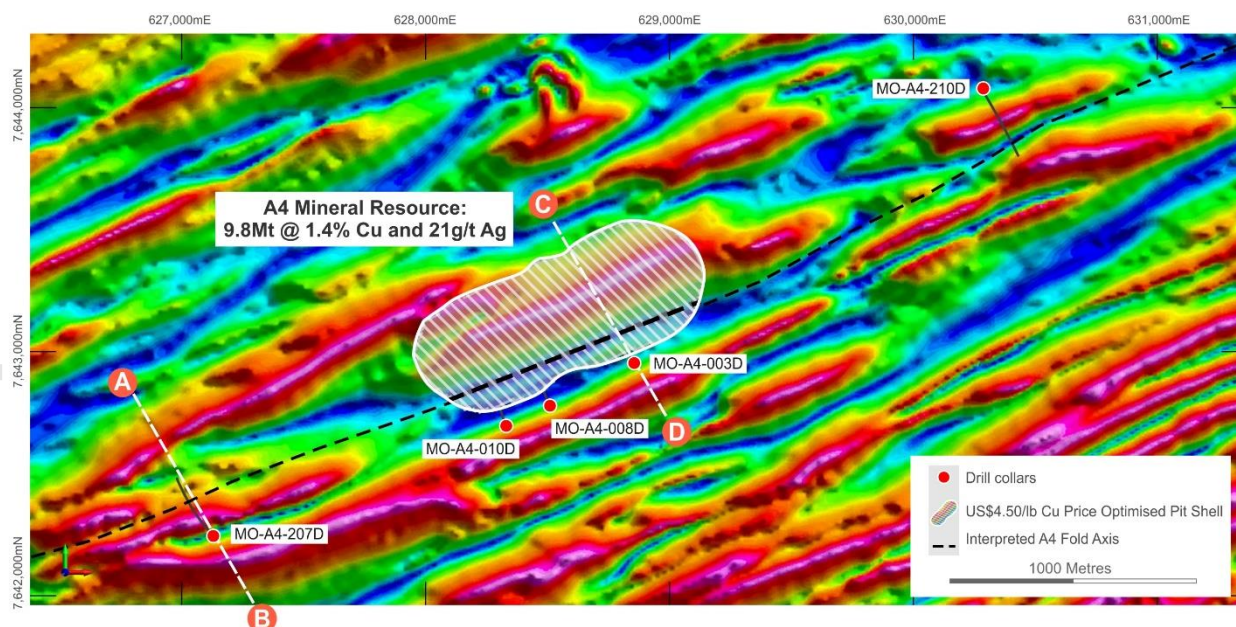 627,000mE
628,000mE
629,000mE
630,000mE
631,000mE
7,644,000mN
7,643,000mN
7,642,000mN
MO-A4-210D
C
A4 Mineral Resource:
9.8Mt @ 1.4% Cu and 21g/t Ag
MO-A4-003D
A
MO-A4-008D
D
MO-A4-010D
MO-A4-207D
B
Drill collars
US$4.50/lb Cu Price Optimised Pit Shell
Interpreted A4 Fold Axis
1000 Metres